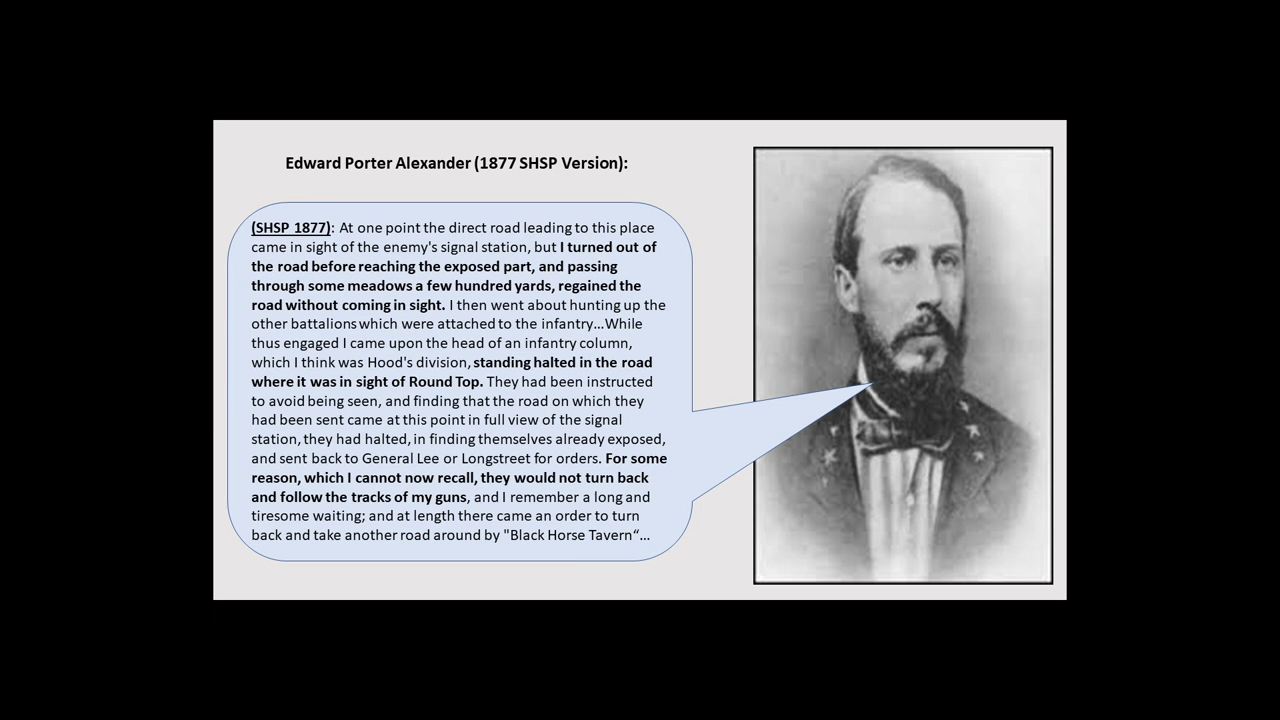 Edward Porter Alexander (1877 SHSP Version):
(SHSP 1877): At one point the direct road leading to this place
came in sight of the enemy's signal station, but I turned out of
the road before reaching the exposed part, and passing
through some meadows a few hundred yards, regained the
road without coming in sight. I then went about hunting up the
other battalions which were attached to the infantry...While
thus engaged I came upon the head of an infantry column,
which I think was Hood's division, standing halted in the road
where it was in sight of Round Top. They had been instructed
to avoid being seen, and finding that the road on which they
had been sent came at this point in full view of the signal
station, they had halted, in finding themselves already exposed,
and sent back to General Lee or Longstreet for orders. For some
reason, which I cannot now recall, they would not turn back
and follow the tracks of my guns, and I remember a long and
tiresome waiting; and at length there came an order to turn
back and take another road around by "Black Horse Tavern“...